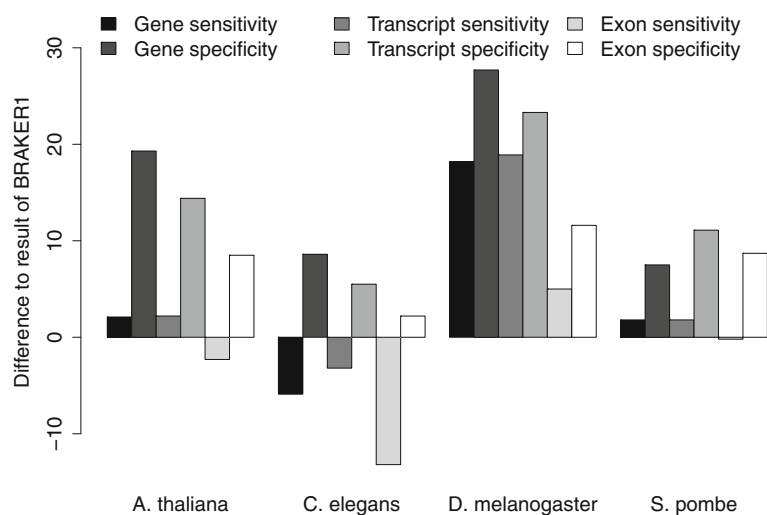 Gene sensitivity
Gene specificity
Transcript sensitivity
Transcript specificity
Exon sensitivity
Exon specificity
Difference to result of BRAKER1
30
20
10
0
−10
A. thaliana
C. elegans
D. melanogaster
S. pombe